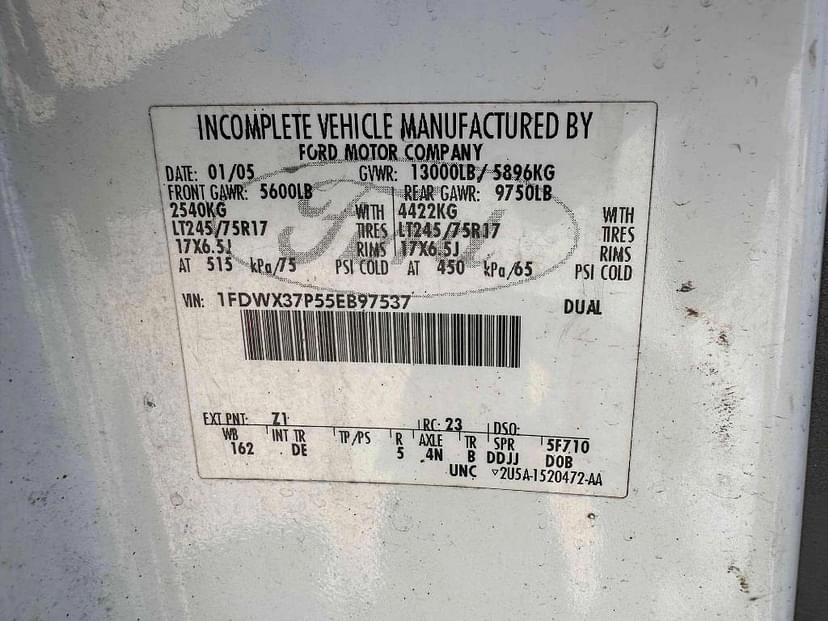 INCOMPLETE VEHICLE MANUFACTURED BY
FORD MOTOR COMPANY
DATE: 01/05 GVWR: 13000LB/ 5896KG
FRONT GAWR: 5600LB REAR GAWR: 9750LB
2540KG WITH 4422KG WITH
LT245/75R17 TIRES LT245/75R17 TIRES
17X6.5J RIMS 17X6.5J RIMS
AT 515 kPa/75 PSI COLD AT 450 kPa/65 PSI COLD
VIN: 1FDWX37P55EB97537 DUAL
EXT PNT: Z1 RC: 23 DSO:
WB INT TR TP/PS R AXLE TR SPR 5F710
162 DE 5 4N B DDJJ DOB
UNC ▽2U5A-1520472-AA
Ford